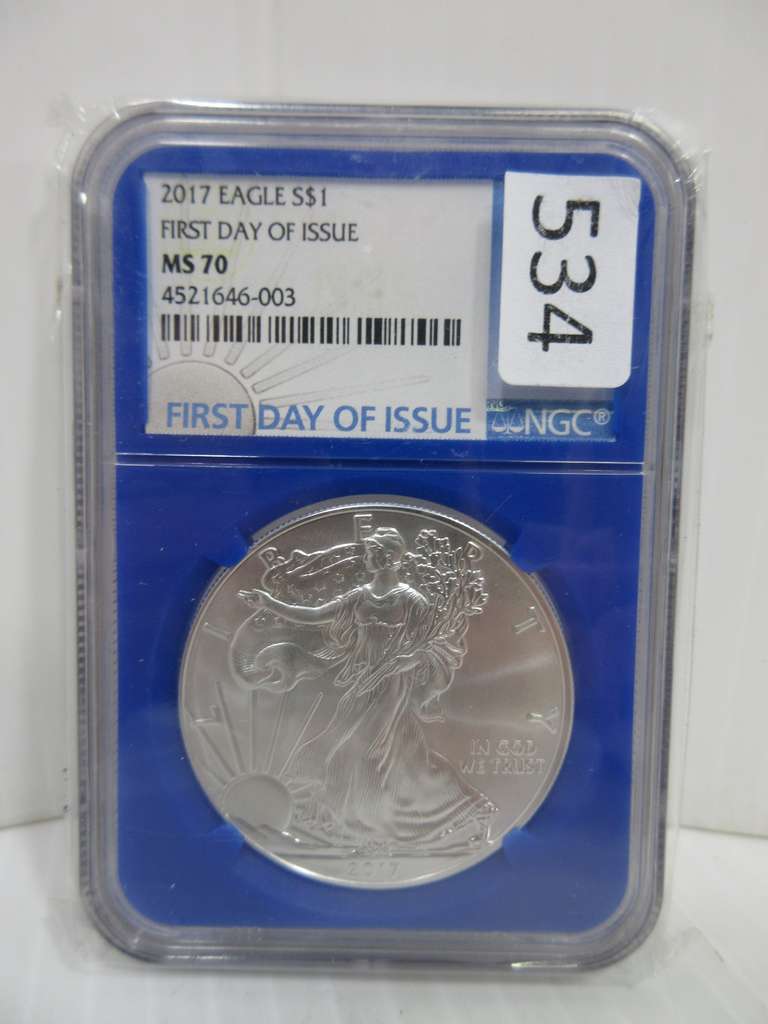 2017 EAGLE S$1
FIRST DAY OF ISSUE
MS 70
4521646-003
FIRST DAY OF ISSUE
NGC®
534
LIBERTY
IN GOD
WE TRUST
2017